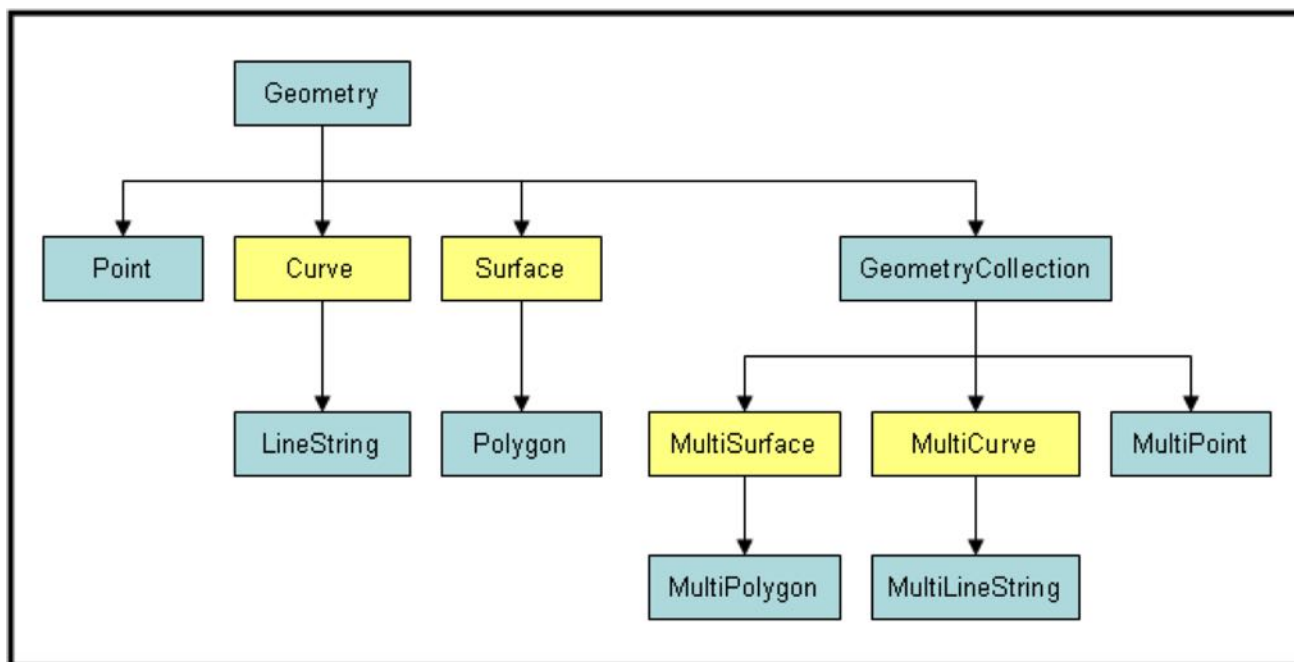 Geometry
Point
Curve
Surface
GeometryCollection
LineString
Polygon
MultiSurface
MultiCurve
MultiPoint
MultiPolygon
MultiLineString